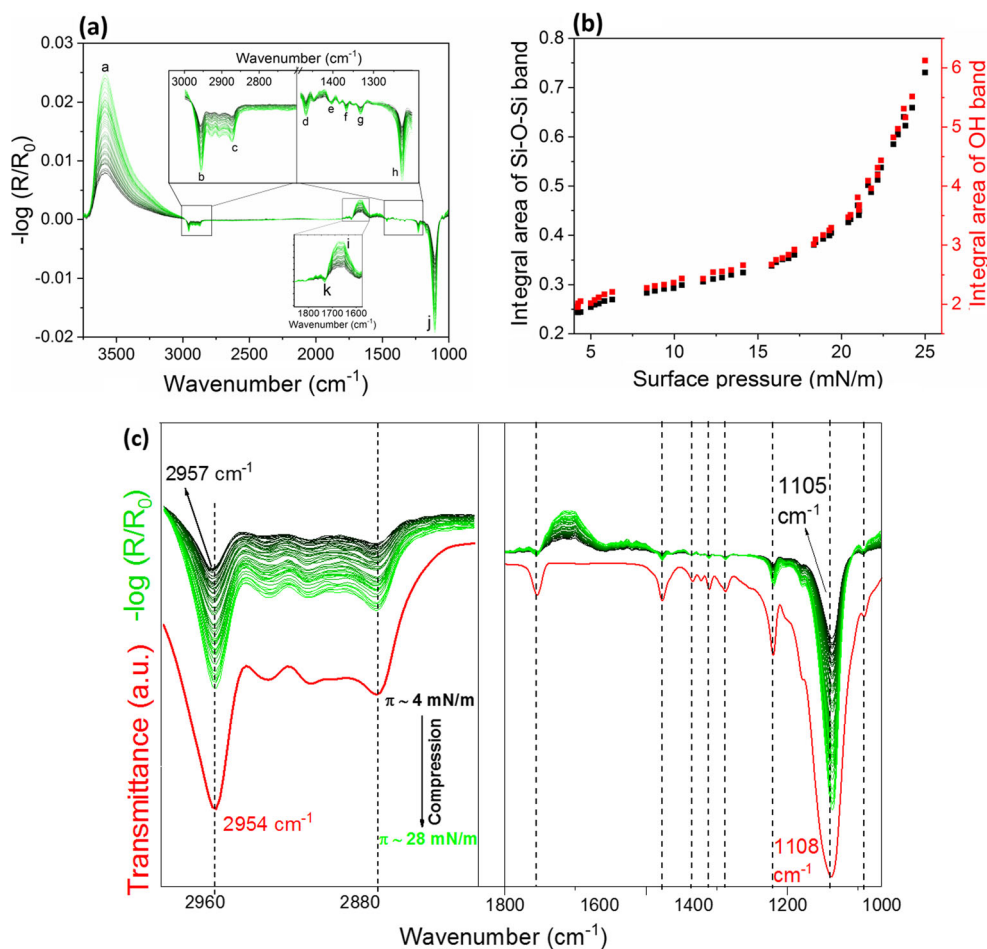 (a)
-log (R/R₀)
0.03
0.02
0.01
0.00
-0.01
-0.02
a
Wavenumber (cm⁻¹)
3000 2900 2800 1400 1300
b
c
d
e
f
g
h
i
k
1800 1700 1600
Wavenumber (cm⁻¹)
j
3500 3000 2500 2000 1500 1000
Wavenumber (cm⁻¹)
(b)
Integral area of Si-O-Si band
0.8
0.7
0.6
0.5
0.4
0.3
0.2
6
5
4
3
2
Integral area of OH band
5 10 15 20 25
Surface pressure (mN/m)
(c)
Transmittance (a.u.)
-log (R/R₀)
2957 cm⁻¹
2954 cm⁻¹
π ~ 4 mN/m
Compression
π ~ 28 mN/m
1105
cm⁻¹
1108
cm⁻¹
2960 2880 1800 1600 1400 1200 1000
Wavenumber (cm⁻¹)